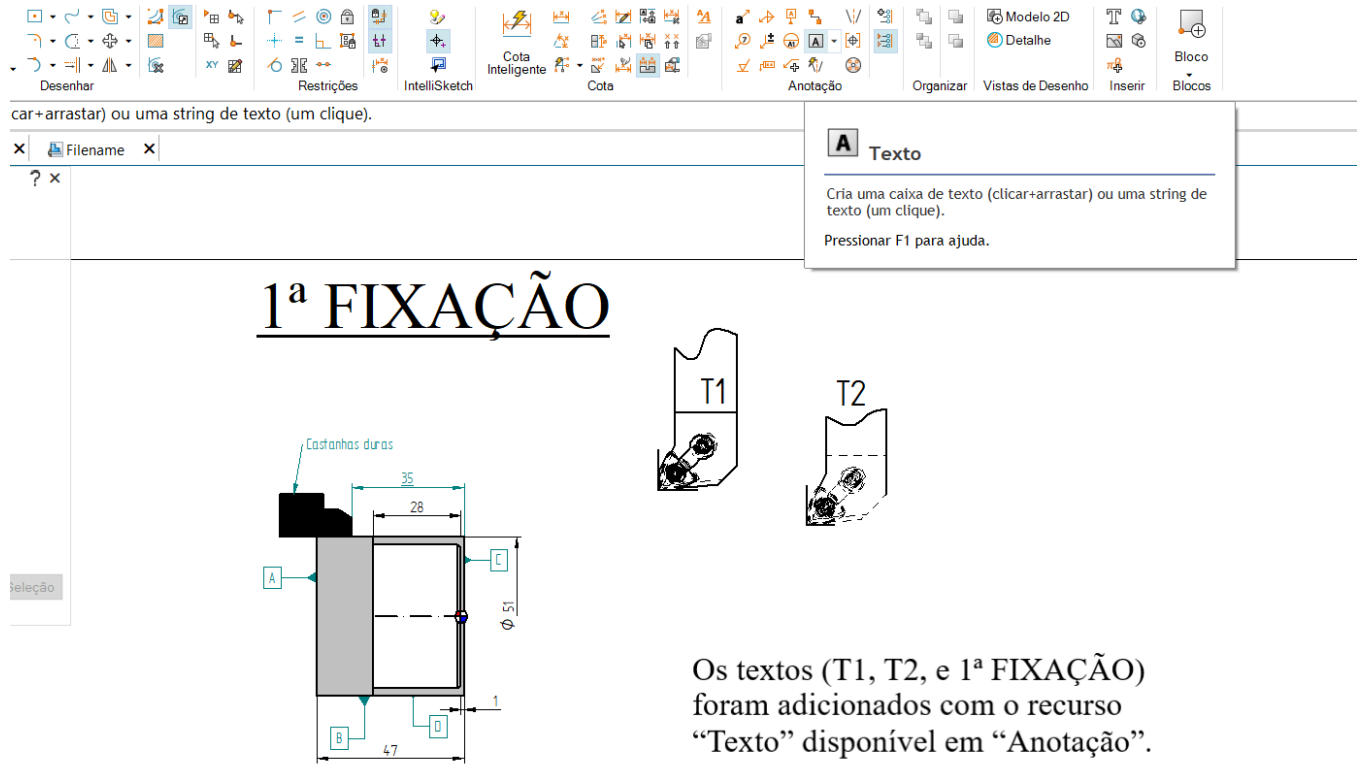 Modelo 2D
Detalhe
Cota
Inteligente
Bloco
XY
Desenhar
Restrições
IntelliSketch
Cota
Anotação
Organizar
Vistas de Desenho
Inserir
Blocos
car+arrastar) ou uma string de texto (um clique).
Filename
A Texto
Cria uma caixa de texto (clicar+arrastar) ou uma string de
texto (um clique).
Pressionar F1 para ajuda.
1ª FIXAÇÃO
T1
T2
Castanhas duras
35
28
C
A
Seleção
Φ 51
1
D
B
47
Os textos (T1, T2, e 1ª FIXAÇÃO)
foram adicionados com o recurso
“Texto” disponível em “Anotação”.